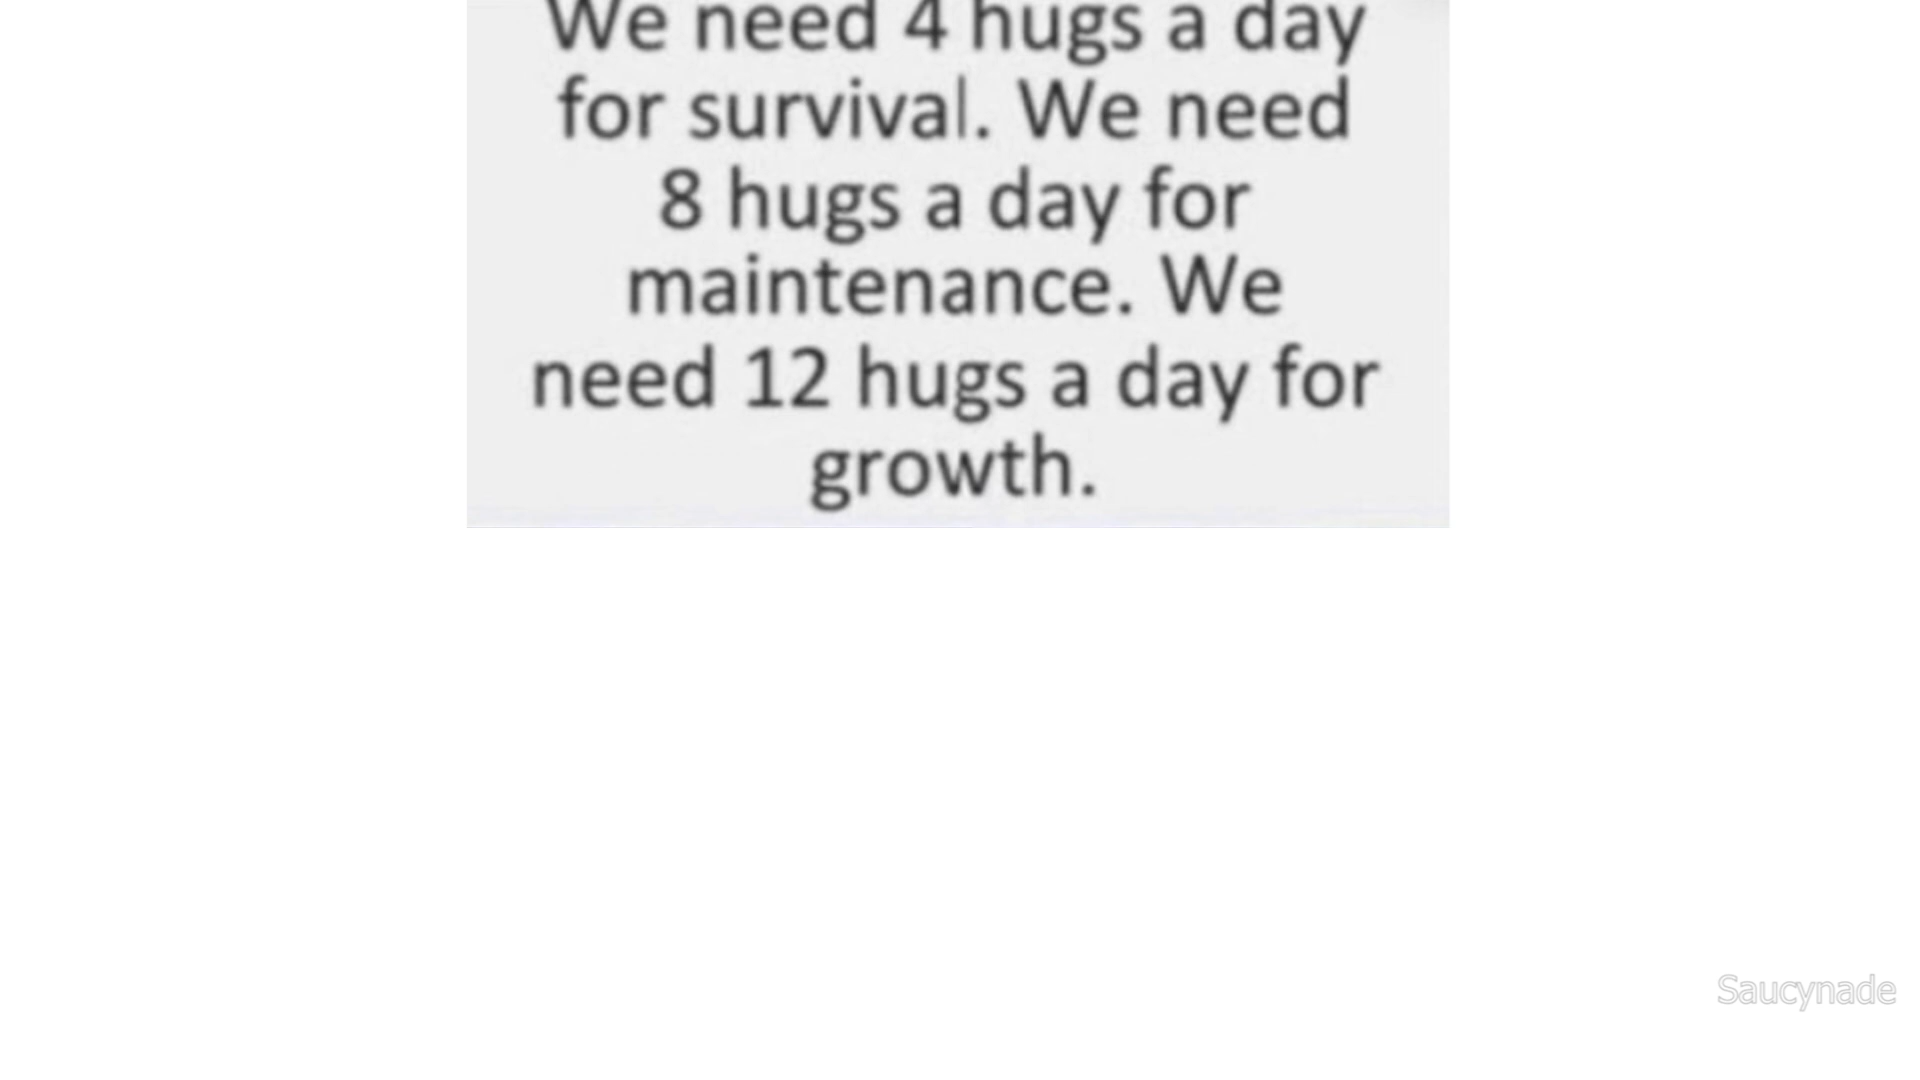 We need 4 hugs a day
for survival. We need
8 hugs a day for
maintenance. We
need 12 hugs a day for
growth.
Saucynade